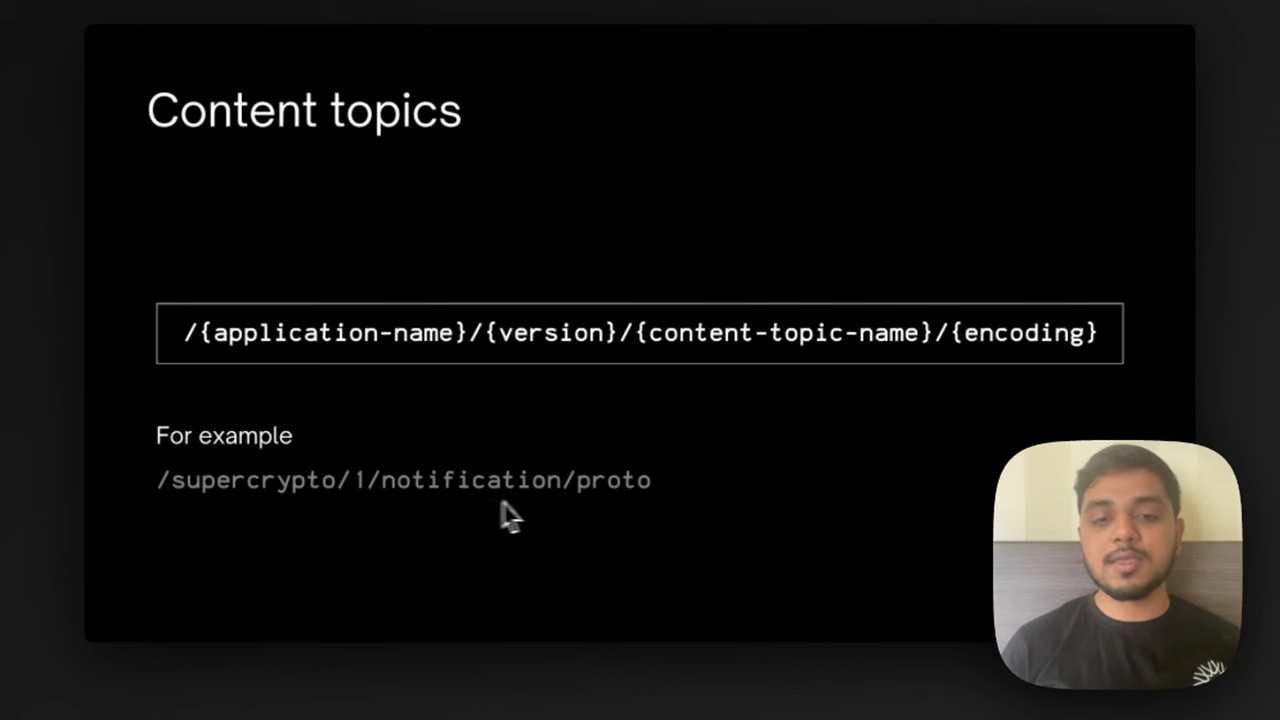 Content topics
/{application-name}/{version}/{content-topic-name}/{encoding}
For example
/supercrypto/1/notification/proto